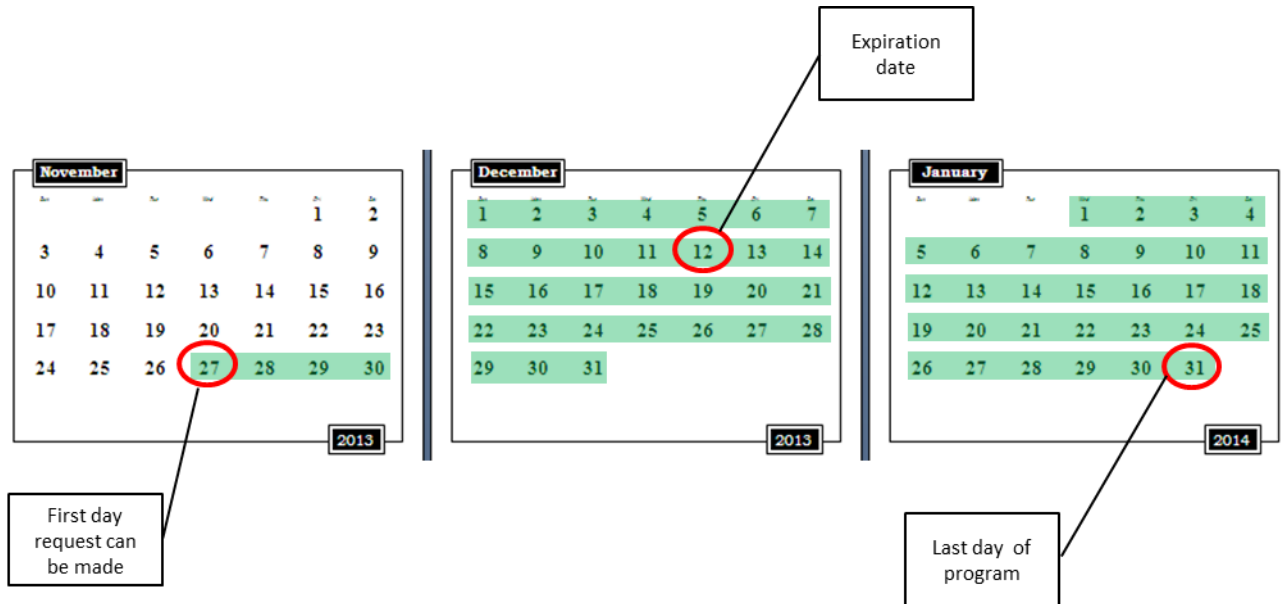 Expiration
date
November
1 2
3 4 5 6 7 8 9
10 11 12 13 14 15 16
17 18 19 20 21 22 23
24 25 26 27 28 29 30
2013
December
1 2 3 4 5 6 7
8 9 10 11 12 13 14
15 16 17 18 19 20 21
22 23 24 25 26 27 28
29 30 31
2013
January
1 2 3 4
5 6 7 8 9 10 11
12 13 14 15 16 17 18
19 20 21 22 23 24 25
26 27 28 29 30 31
2014
First day
request can
be made
Last day of
program